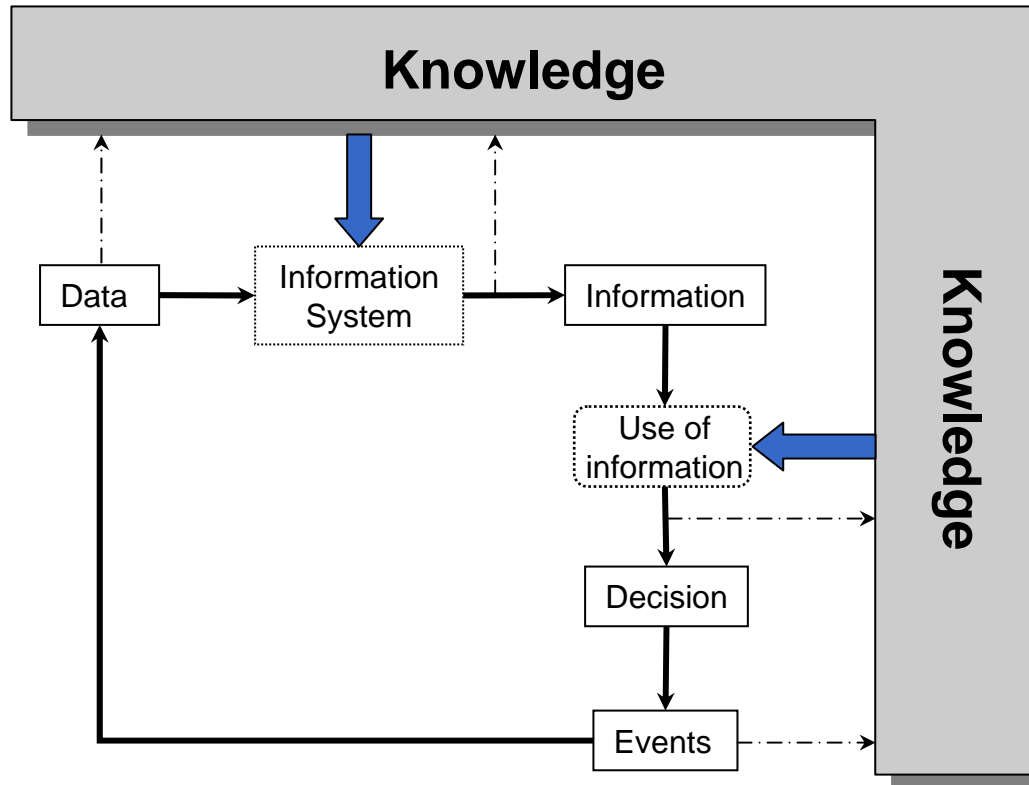 Knowledge
Data
Information
System
Information
Use of
information
Decision
Events
Knowledge